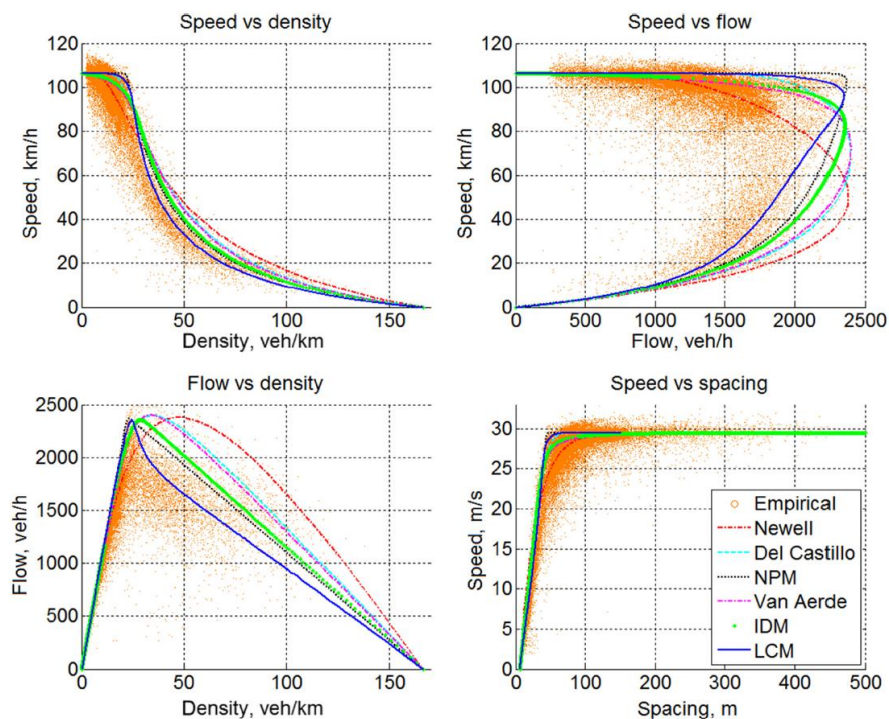 Speed vs density
120
100
80
60
40
20
0
Speed, km/h
0
50
100
150
Density, veh/km
Speed vs flow
120
100
80
60
40
20
0
Speed, km/h
0
500
1000
1500
2000
2500
Flow, veh/h
Flow vs density
2500
2000
1500
1000
500
0
Flow, veh/h
0
50
100
150
Density, veh/km
Speed vs spacing
30
25
20
15
10
5
0
Speed, m/s
0
100
200
300
400
500
Spacing, m
Empirical
Newell
Del Castillo
NPM
Van Aerde
IDM
LCM